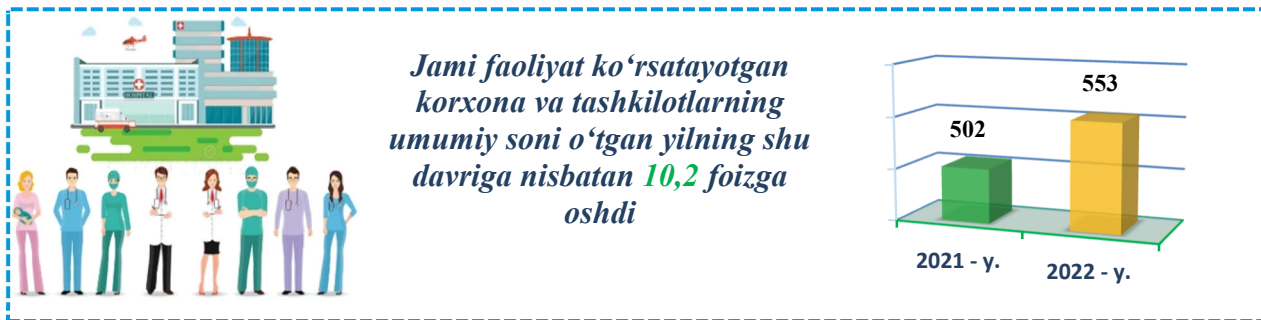 HOSPITAL
Jami faoliyat ko‘rsatayotgan
korxona va tashkilotlarning
umumiy soni o‘tgan yilning shu
davriga nisbatan 10,2 foizga
oshdi
502
553
2021 - y.
2022 - y.